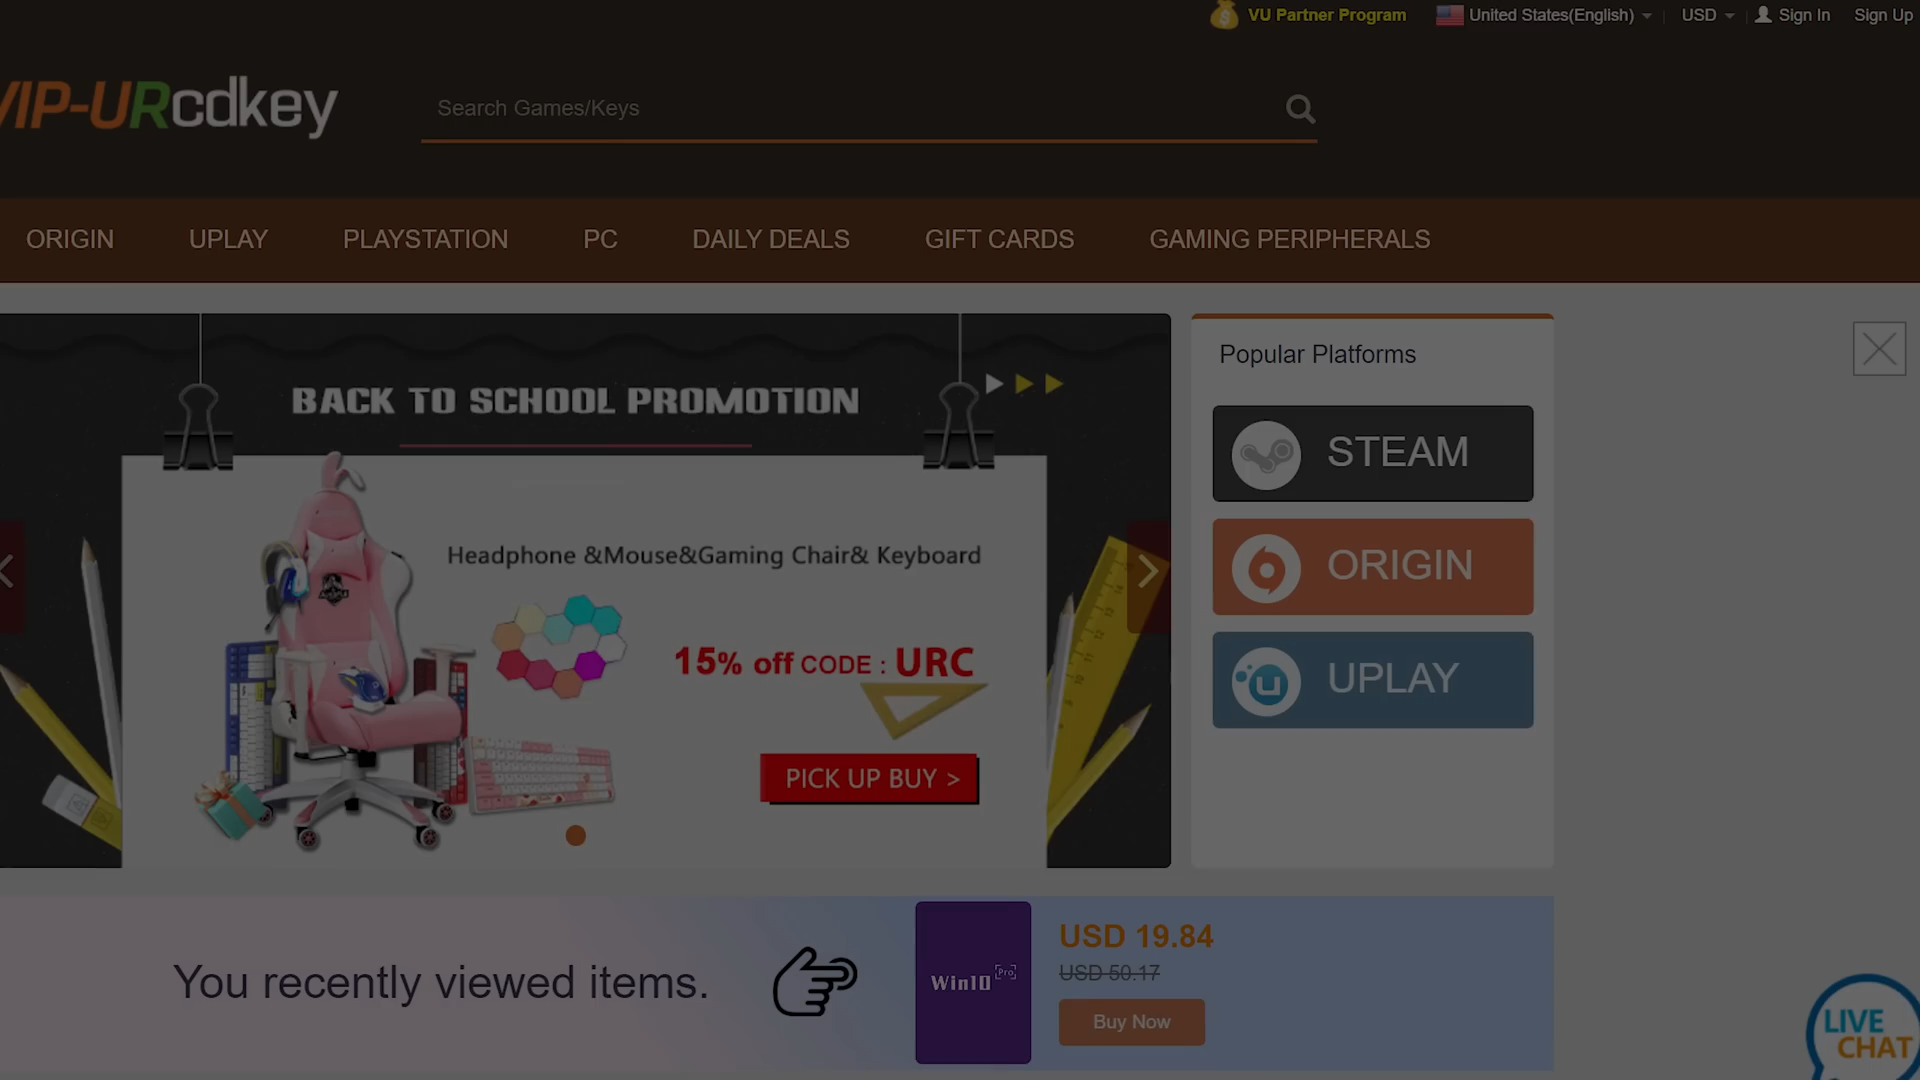 VU Partner Program United States(English) USD Sign In Sign Up
VIP-URcdkey
Search Games/Keys
ORIGIN UPLAY PLAYSTATION PC DAILY DEALS GIFT CARDS GAMING PERIPHERALS
BACK TO SCHOOL PROMOTION
Headphone &Mouse&Gaming Chair& Keyboard
15% off CODE : URC
PICK UP BUY >
Popular Platforms
STEAM
ORIGIN
UPLAY
You recently viewed items.
Win10 Pro
USD 19.84
USD 50.17
Buy Now
LIVE
CHAT